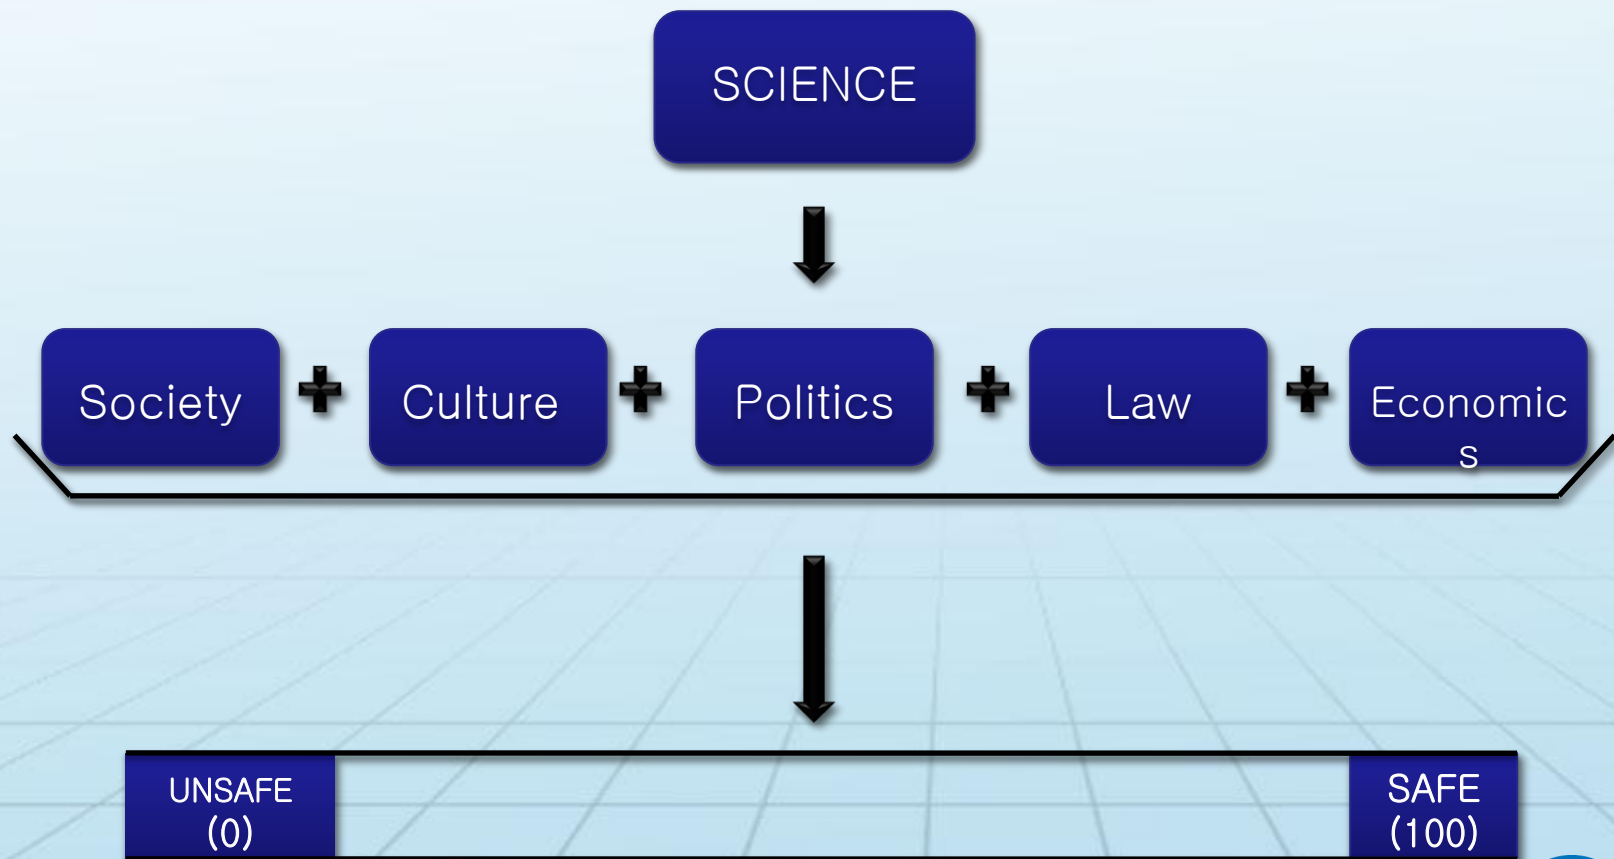 SCIENCE
Society
Culture
Politics
Law
Economic
s
UNSAFE
(0)
SAFE
(100)